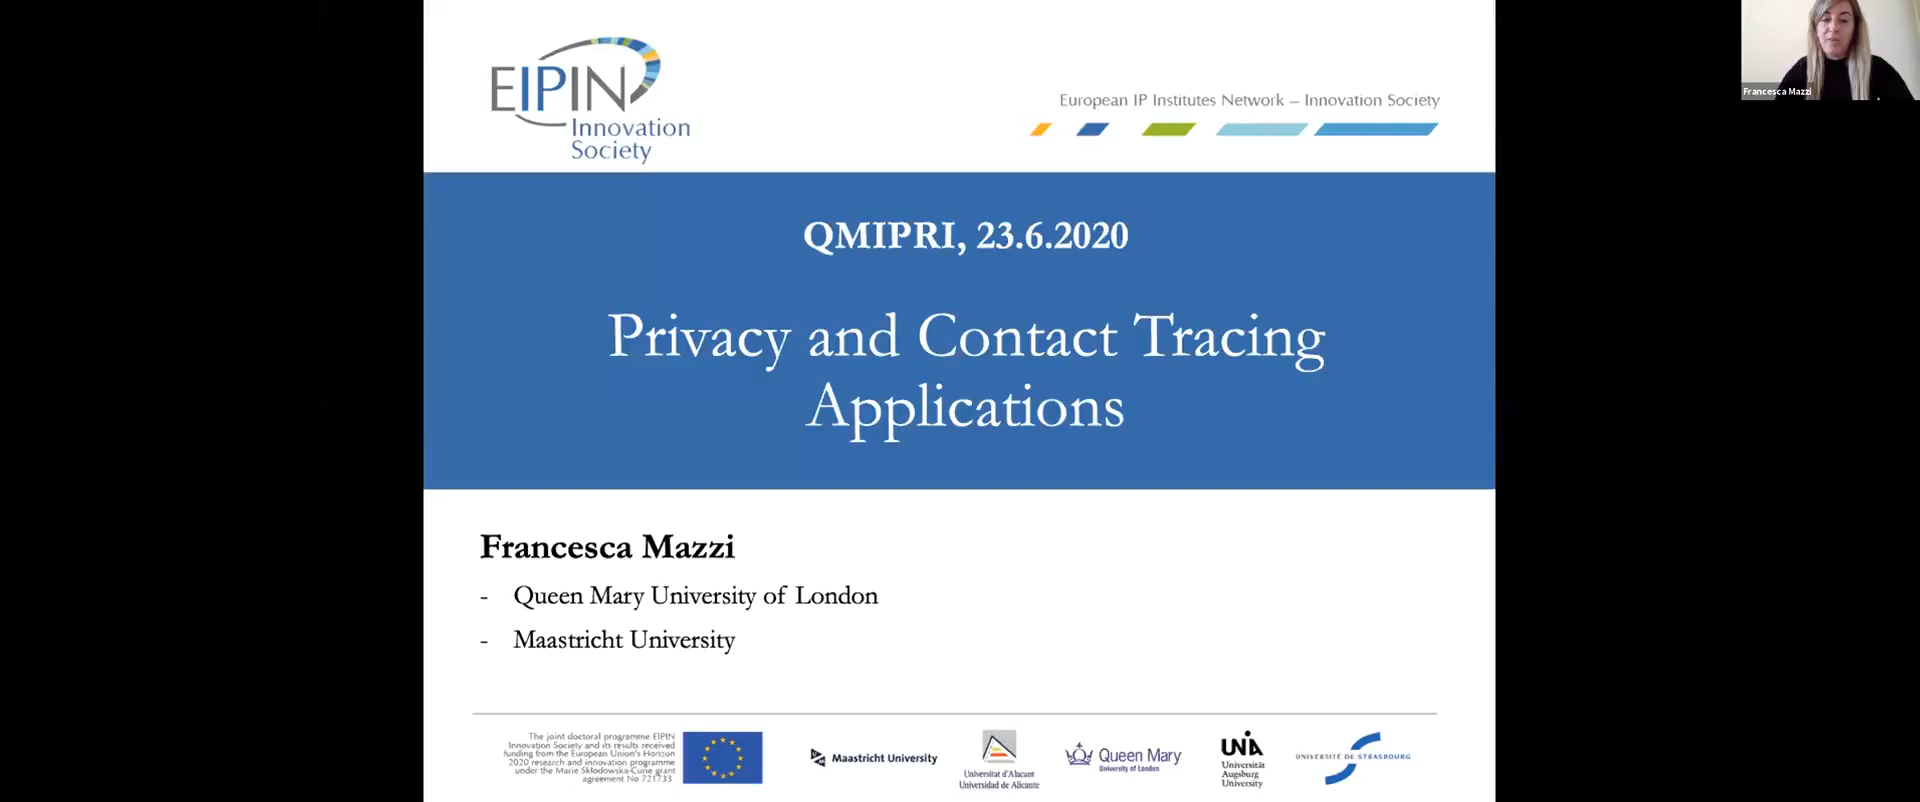 EIPIN
Innovation
Society
European IP Institutes Network – Innovation Society
Francesca Mazzi
QMIPRI, 23.6.2020
Privacy and Contact Tracing
Applications
Francesca Mazzi
- Queen Mary University of London
- Maastricht University
The joint doctoral programme EIPIN
Innovation Society and its results received
funding from the European Union's Horizon
2020 research and innovation programme
under the Marie Skłodowska-Curie grant
agreement No 721733
Maastricht University
Universitat d'Alacant
Universidad de Alicante
Queen Mary
University of London
UNIA
Universität
Augsburg
University
UNIVERSITÉ DE STRASBOURG